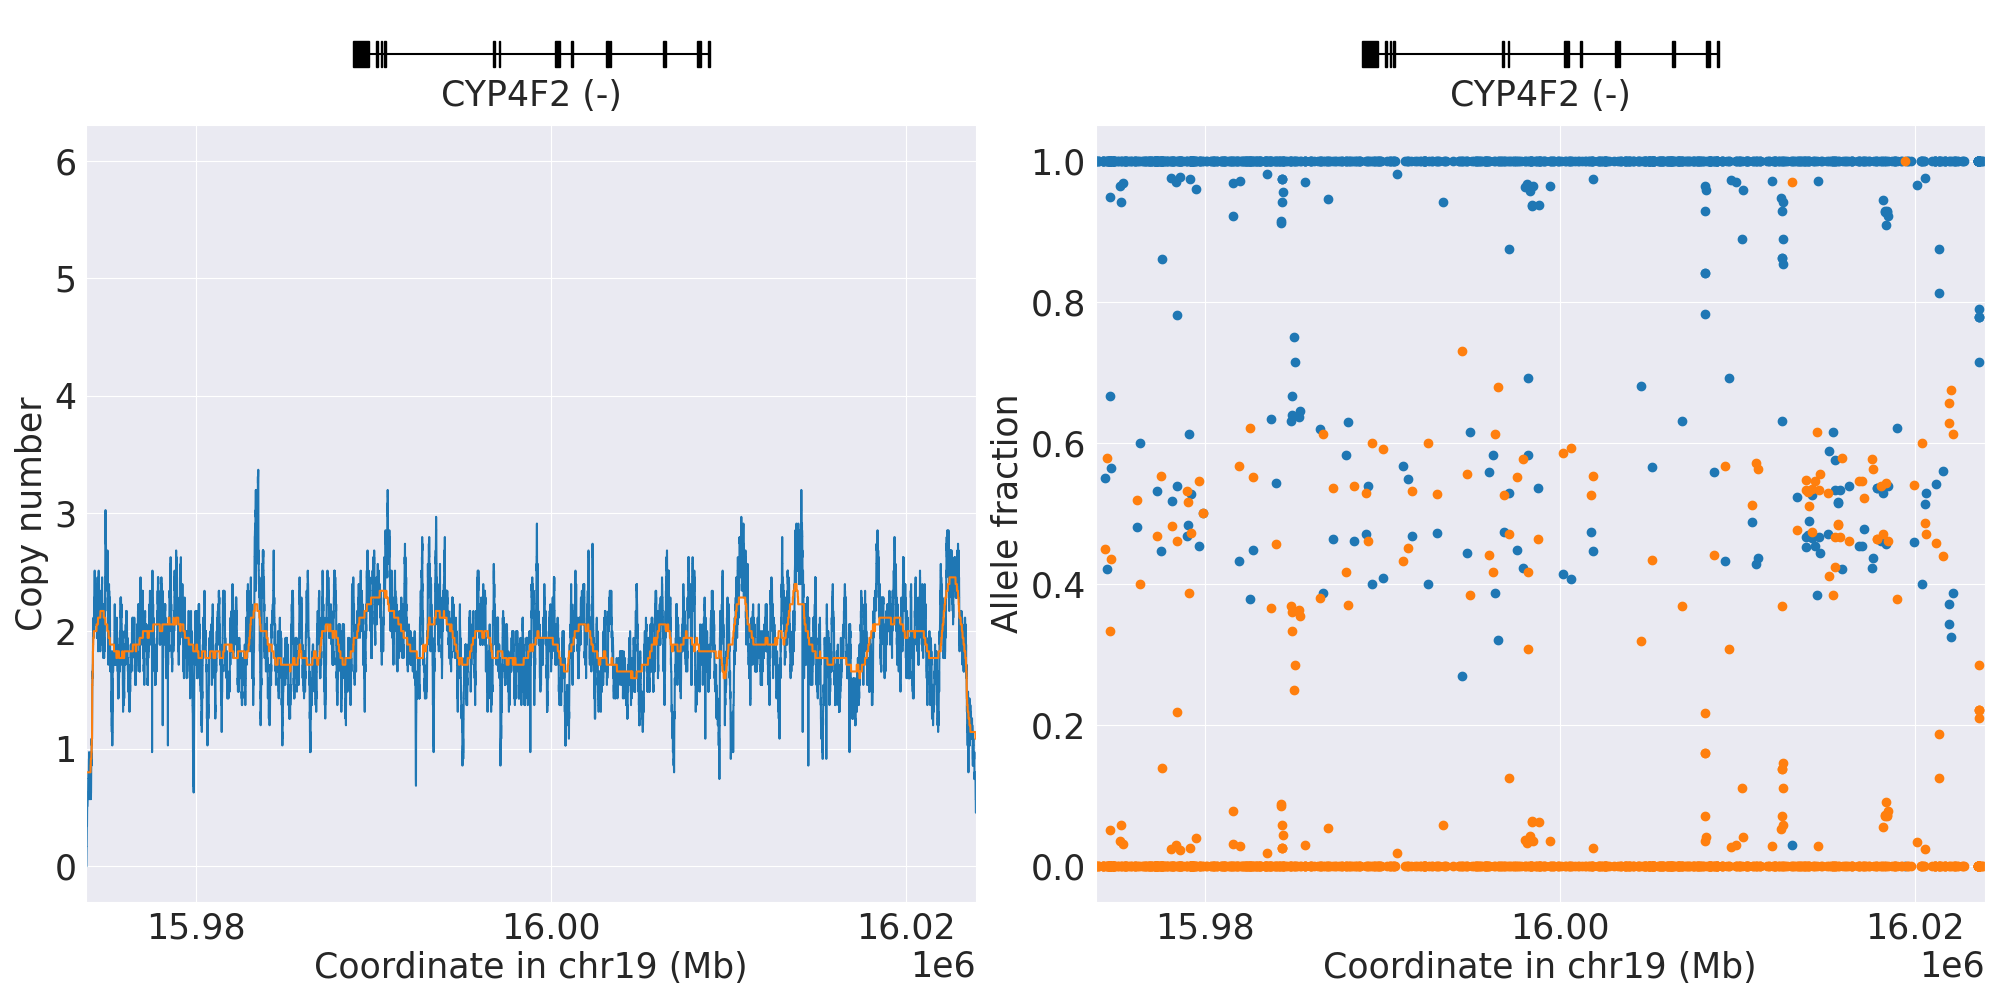 CYP4F2 (-)
6
5
4
3
2
1
0
Copy number
15.98
16.00
16.02
Coordinate in chr19 (Mb)
1e6
CYP4F2 (-)
1.0
0.8
0.6
0.4
0.2
0.0
Allele fraction
15.98
16.00
16.02
Coordinate in chr19 (Mb)
1e6